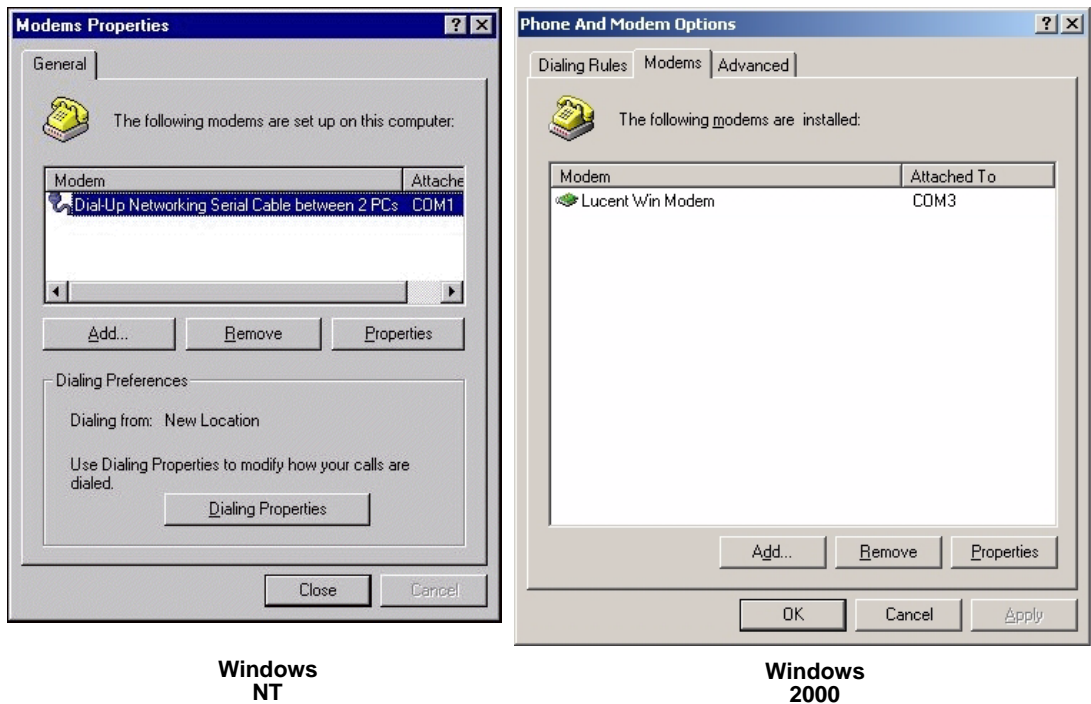 Modems Properties
General
The following modems are set up on this computer:
Modem Attache
Dial-Up Networking Serial Cable between 2 PCs COM1
Add... Remove Properties
Dialing Preferences
Dialing from: New Location
Use Dialing Properties to modify how your calls are
dialed.
Dialing Properties
Close Cancel
Windows
NT
Phone And Modem Options
Dialing Rules Modems Advanced
The following modems are installed:
Modem Attached To
Lucent Win Modem COM3
Add... Remove Properties
OK Cancel Apply
Windows
2000